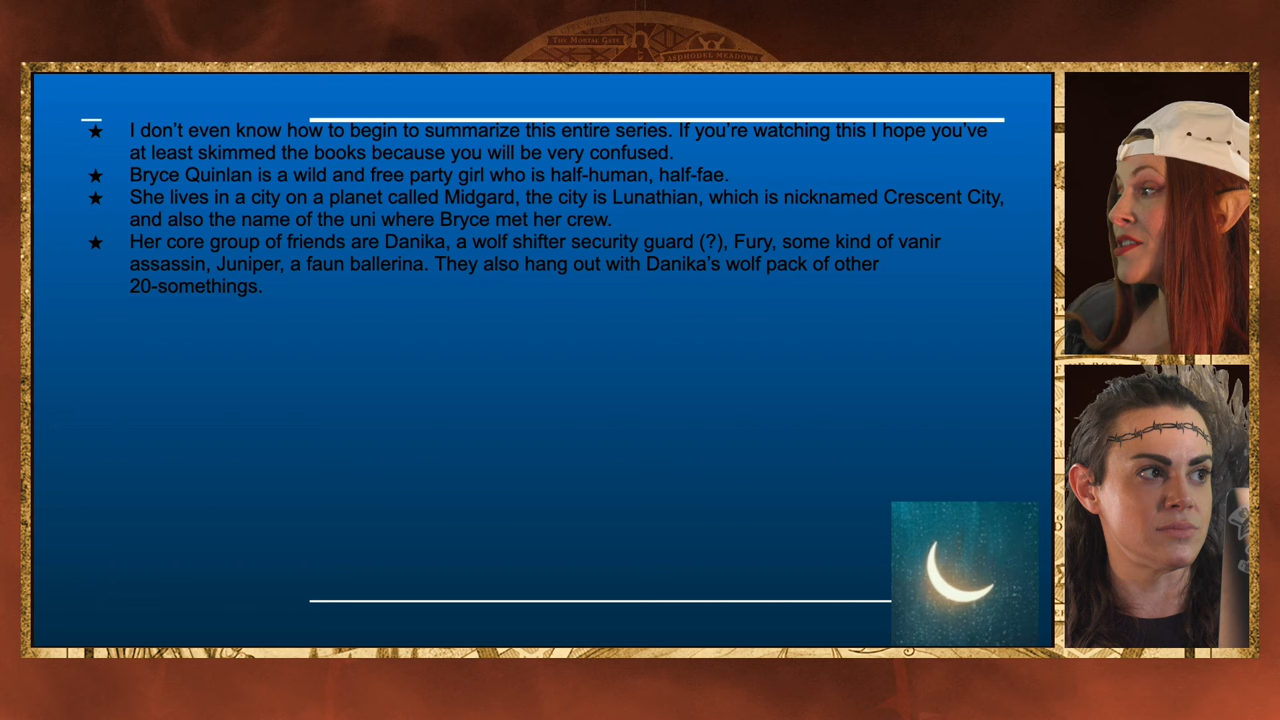 THE MORTAL GATE
ASPHODEL MEADOWS
★ I don't even know how to begin to summarize this entire series. If you're watching this I hope you've
at least skimmed the books because you will be very confused.
★ Bryce Quinlan is a wild and free party girl who is half-human, half-fae.
★ She lives in a city on a planet called Midgard, the city is Lunathian, which is nicknamed Crescent City,
and also the name of the uni where Bryce met her crew.
★ Her core group of friends are Danika, a wolf shifter security guard (?), Fury, some kind of vanir
assassin, Juniper, a faun ballerina. They also hang out with Danika's wolf pack of other
20-somethings.